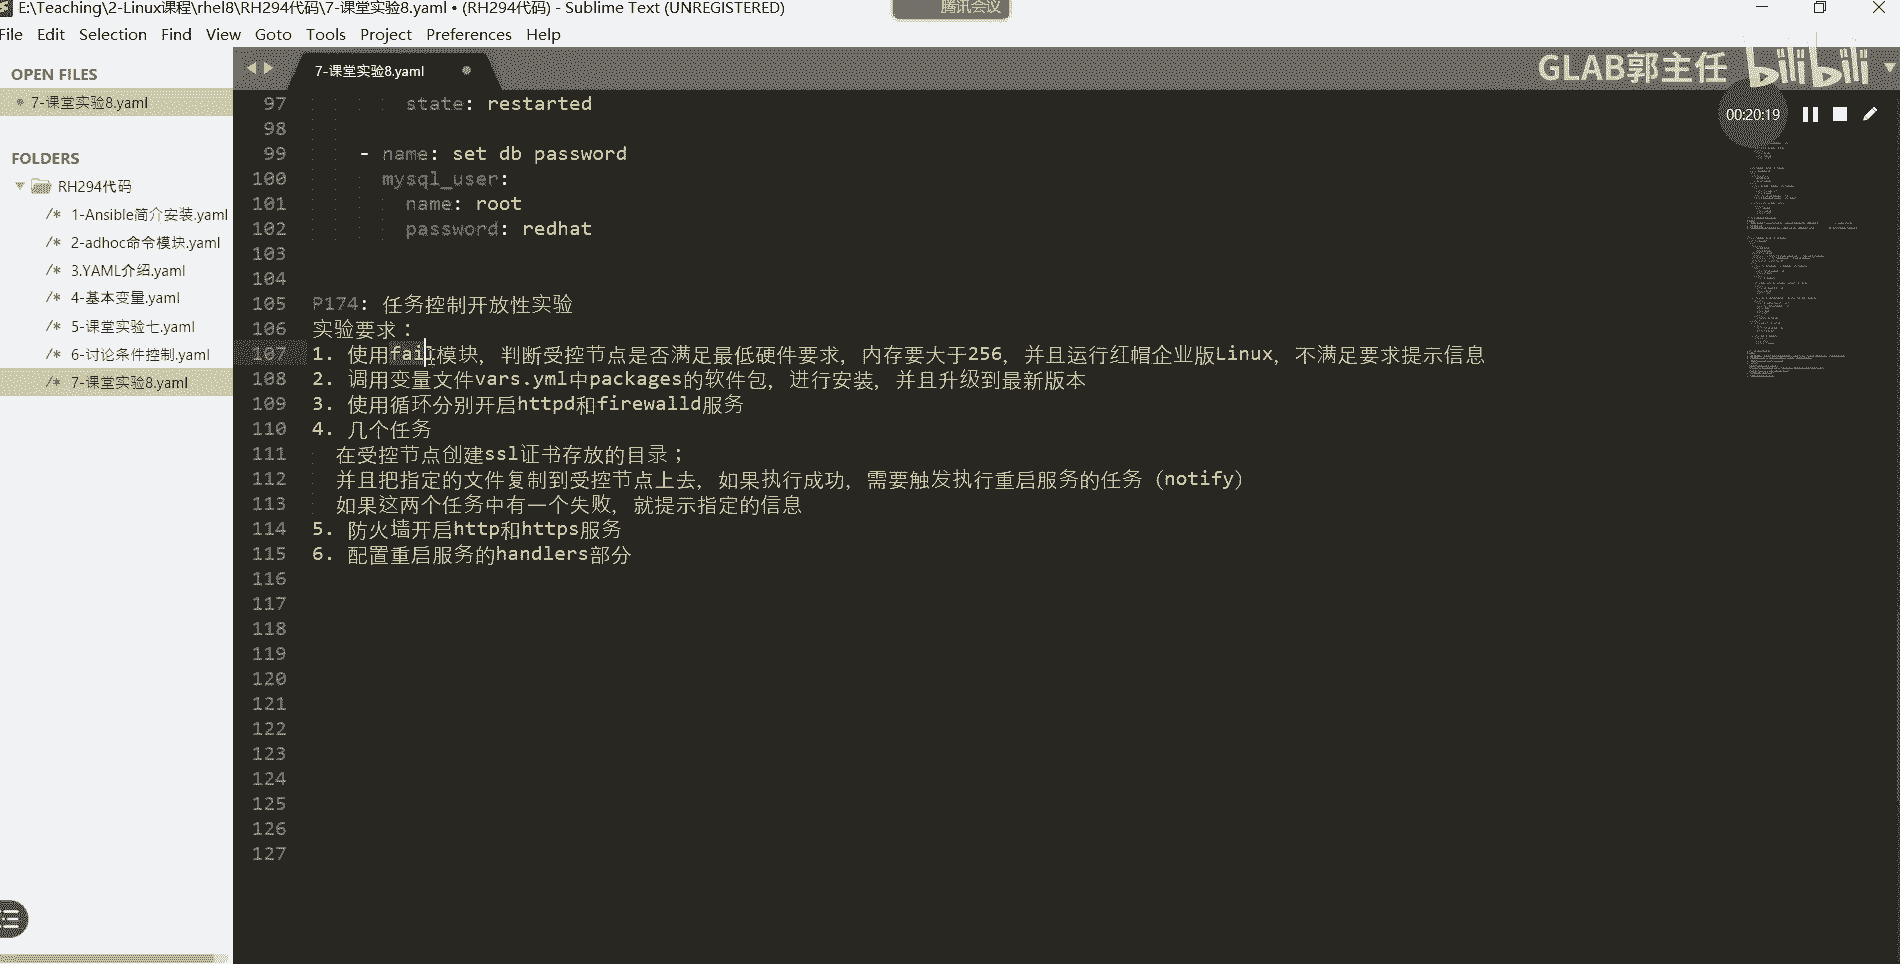 E:\Teaching\2-Linux课程\rhel8\RH294代码\7-课堂实验8.yaml • (RH294代码) - Sublime Text (UNREGISTERED)
腾讯会议
File Edit Selection Find View Goto Tools Project Preferences Help
OPEN FILES
7-课堂实验8.yaml
FOLDERS
RH294代码
/* 1-Ansible简介安装.yaml
/* 2-adhoc命令模块.yaml
/* 3.YAML介绍.yaml
/* 4-基本变量.yaml
/* 5-课堂实验七.yaml
/* 6-讨论条件控制.yaml
/* 7-课堂实验8.yaml
7-课堂实验8.yaml
GLAB郭主任 bilibili
00:20:19
97 state: restarted
98
99 - name: set db password
100 mysql_user:
101 name: root
102 password: redhat
103
104
105 P174: 任务控制开放性实验
106 实验要求：
107 1. 使用fail模块，判断受控节点是否满足最低硬件要求，内存要大于256，并且运行红帽企业版Linux，不满足要求提示信息
108 2. 调用变量文件vars.yml中packages的软件包，进行安装，并且升级到最新版本
109 3. 使用循环分别开启httpd和firewalld服务
110 4. 几个任务
111 在受控节点创建ssl证书存放的目录；
112 并且把指定的文件复制到受控节点上去，如果执行成功，需要触发执行重启服务的任务（notify）
113 如果这两个任务中有一个失败，就提示指定的信息
114 5. 防火墙开启http和https服务
115 6. 配置重启服务的handlers部分
116
117
118
119
120
121
122
123
124
125
126
127